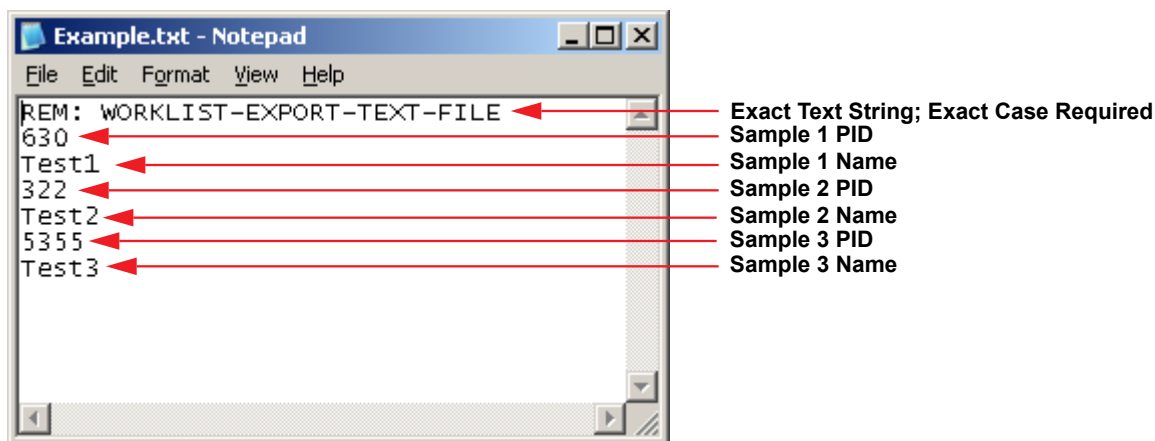 Example.txt - Notepad
File Edit Format View Help
REM: WORKLIST-EXPORT-TEXT-FILE
Exact Text String; Exact Case Required
630
Sample 1 PID
Test1
Sample 1 Name
322
Sample 2 PID
Test2
Sample 2 Name
5355
Sample 3 PID
Test3
Sample 3 Name